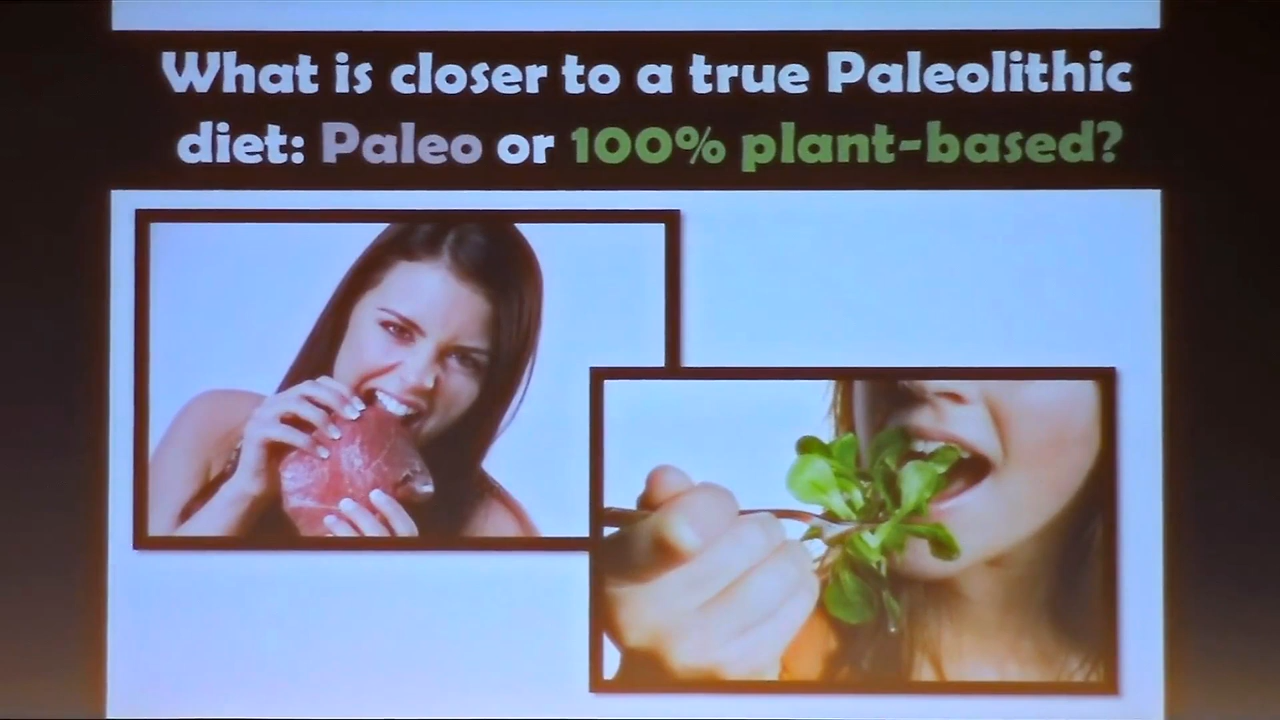 What is closer to a true Paleolithic
diet: Paleo or 100% plant-based?